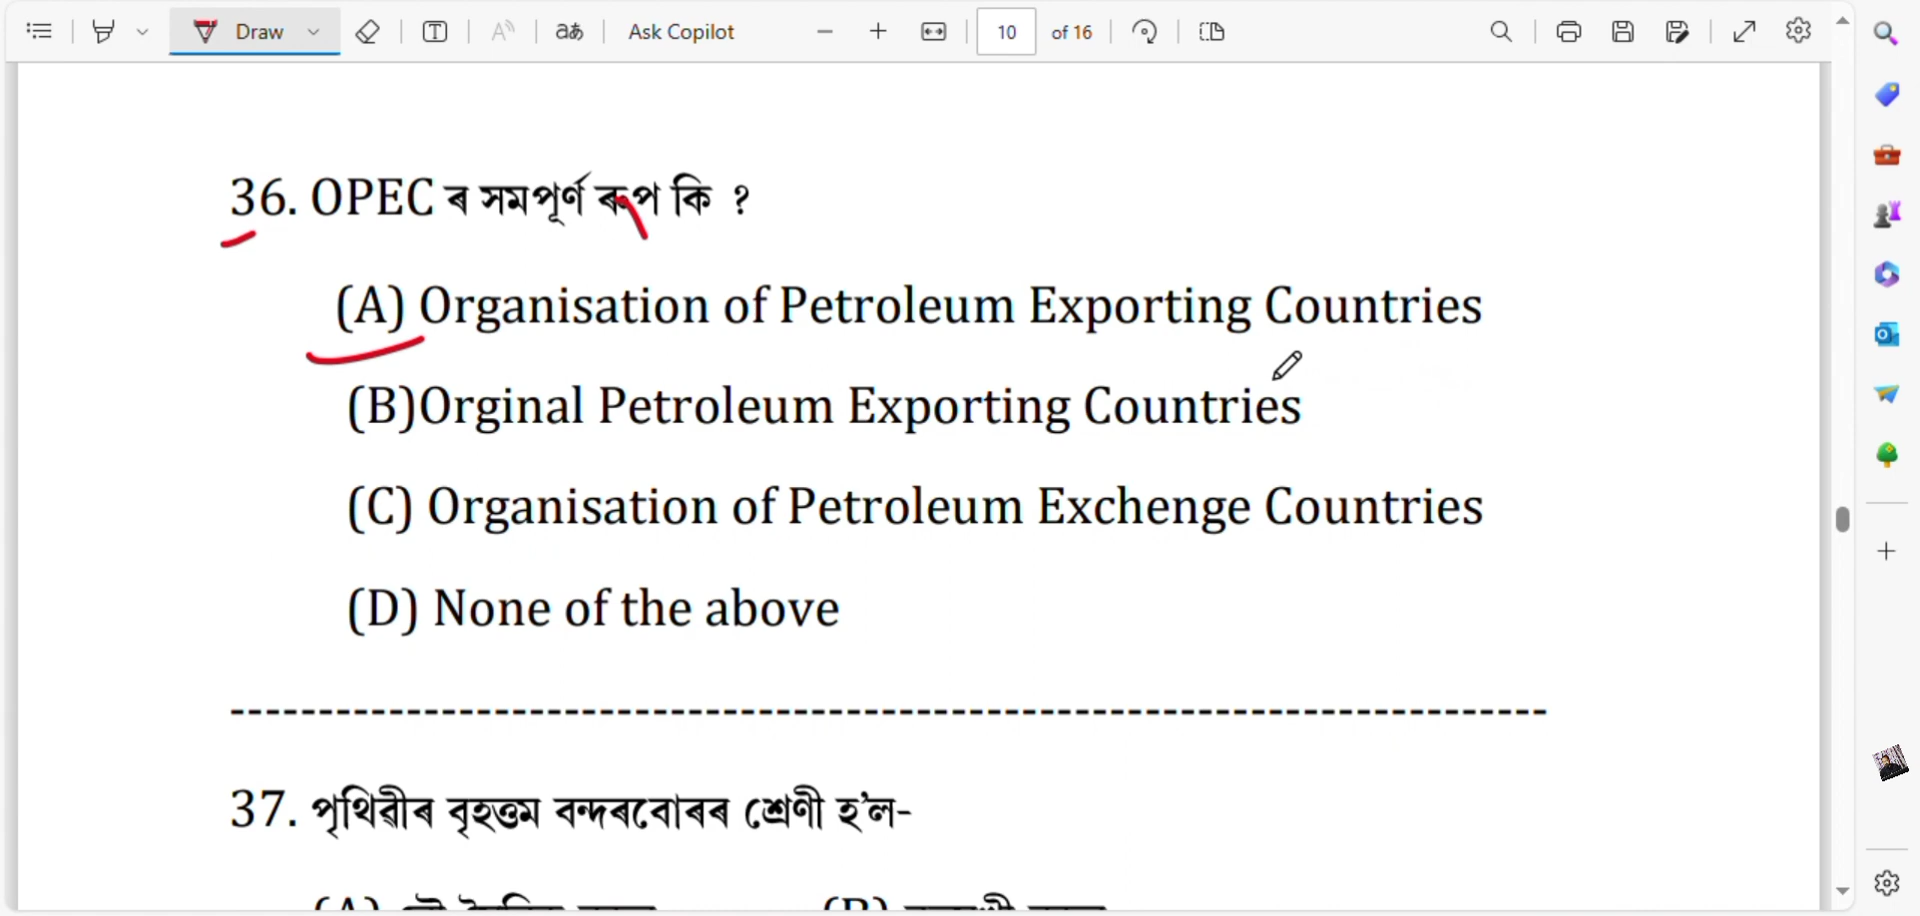 Draw
Ask Copilot
10 of 16
36. OPEC ৰ সমপূৰ্ণ ৰূপ কি ?
(A) Organisation of Petroleum Exporting Countries
(B)Orginal Petroleum Exporting Countries
(C) Organisation of Petroleum Exchenge Countries
(D) None of the above
37. পৃথিৱীৰ বৃহত্তম বন্দৰবোৰৰ শ্ৰেণী হ’ল-
(A) (B)